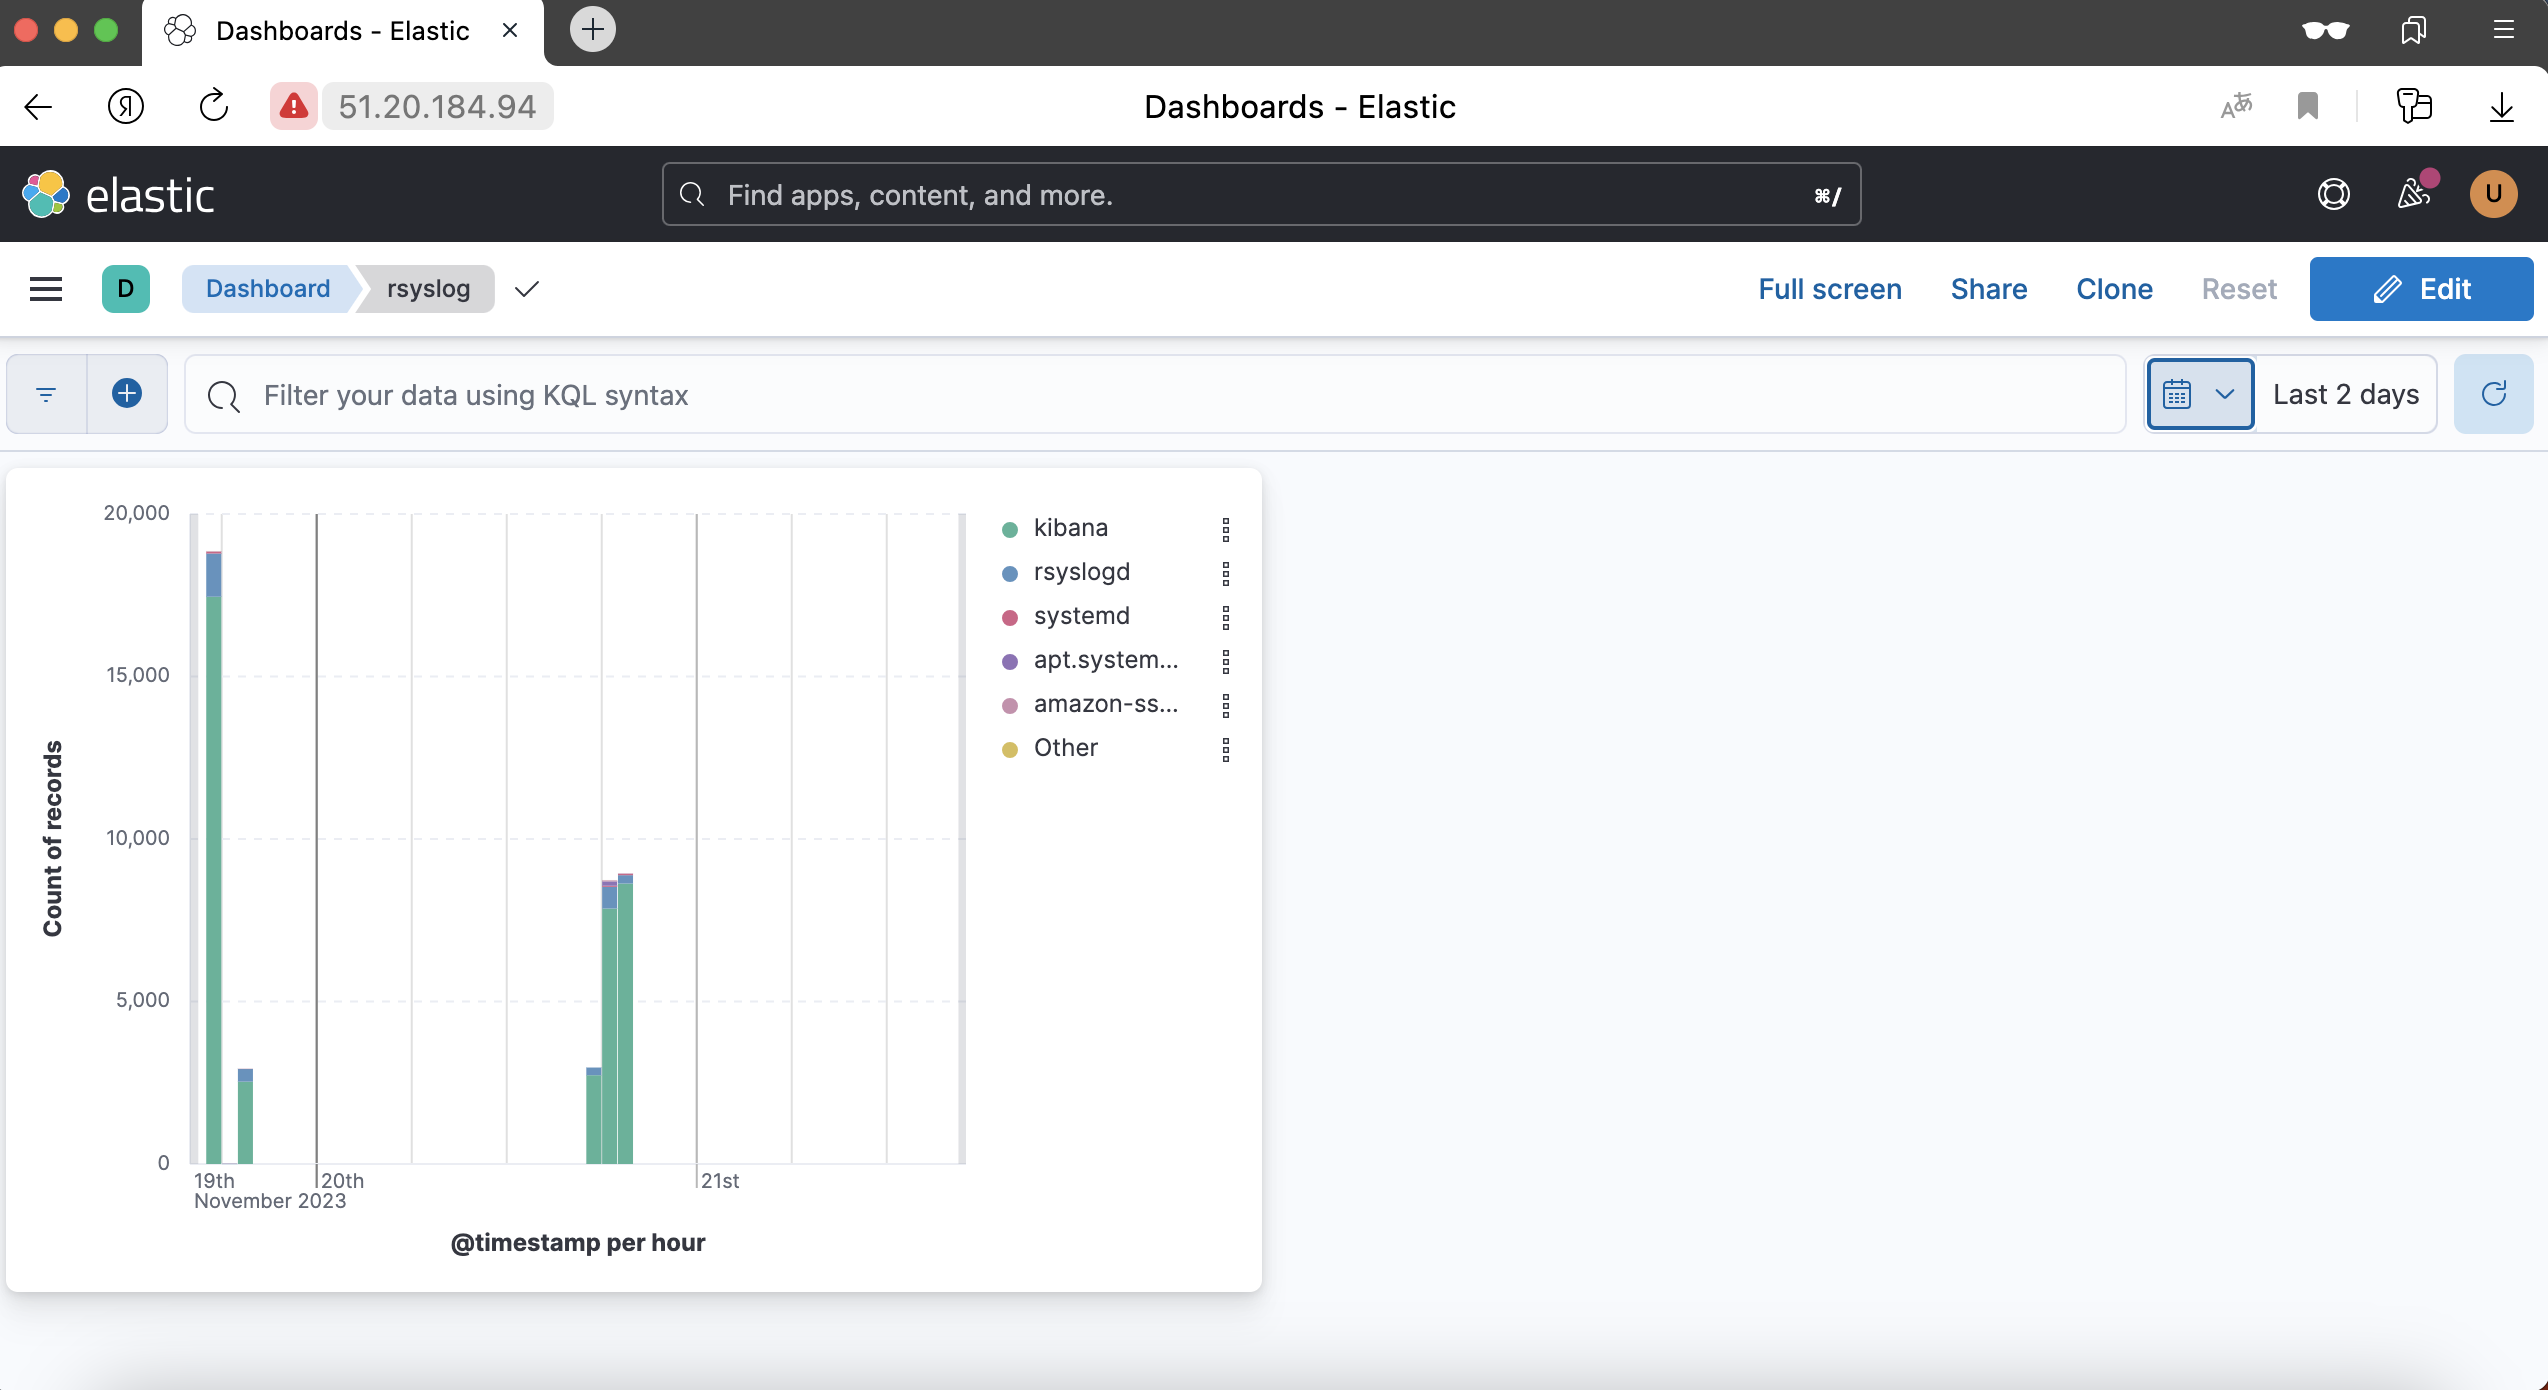 Dashboards - Elastic
Я
51.20.184.94
Dashboards - Elastic
Aあ
elastic
Find apps, content, and more.
⌘/
U
D
Dashboard
rsyslog
Full screen
Share
Clone
Reset
Edit
Filter your data using KQL syntax
Last 2 days
20,000
15,000
10,000
5,000
0
Count of records
19th
20th
21st
November 2023
@timestamp per hour
kibana
rsyslogd
systemd
apt.system...
amazon-ss...
Other